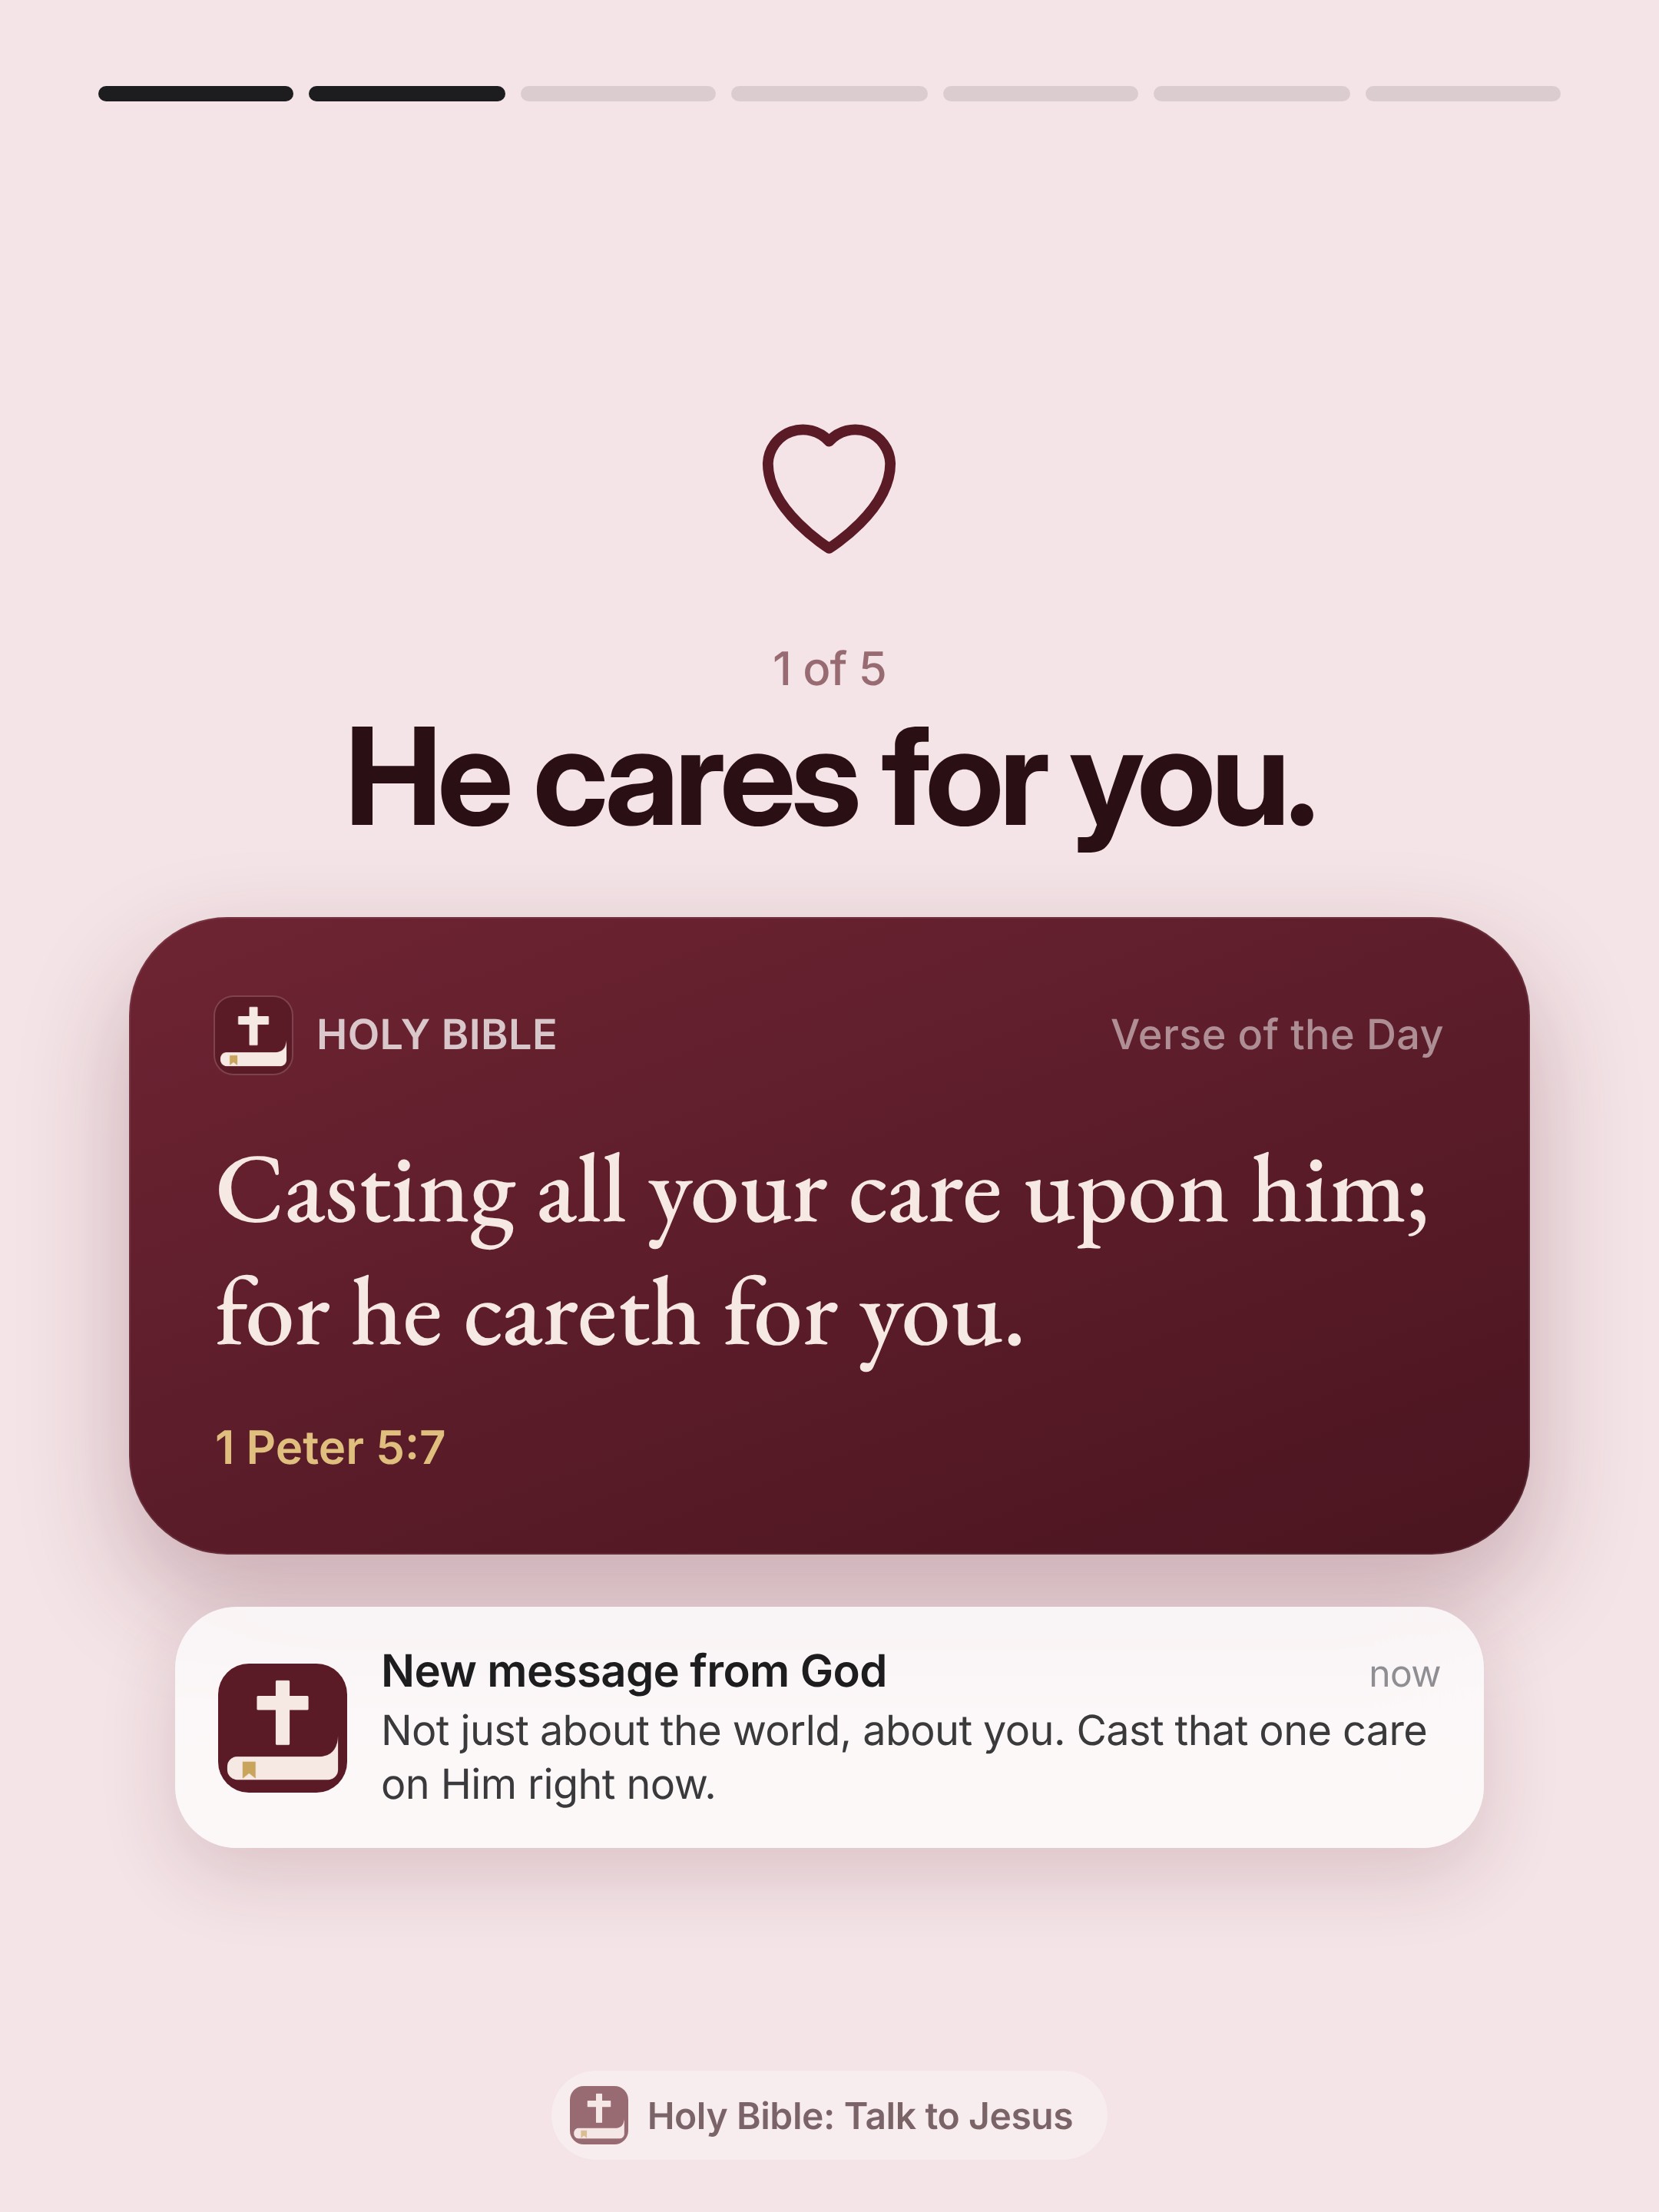 1 of 5
He cares for you.
HOLY BIBLE
Verse of the Day
Casting all your care upon him;
for he careth for you.
1 Peter 5:7
New message from God
now
Not just about the world, about you. Cast that one care
on Him right now.
Holy Bible: Talk to Jesus